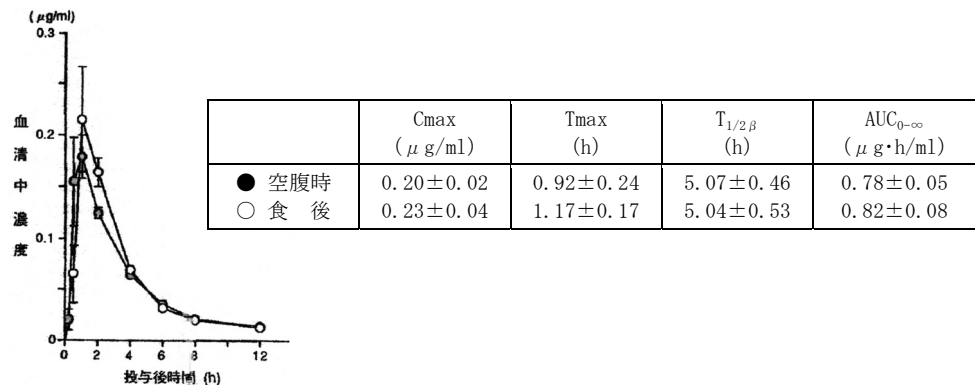 (μg/ml)
0.3
0.2
0.1
0
血清中濃度
0 2 4 6 8 12
投与後時間 (h)
Cmax Tmax T1/2β AUC0-∞
(μg/ml) (h) (h) (μg・h/ml)
● 空腹時 0.20±0.02 0.92±0.24 5.07±0.46 0.78±0.05
○ 食 後 0.23±0.04 1.17±0.17 5.04±0.53 0.82±0.08